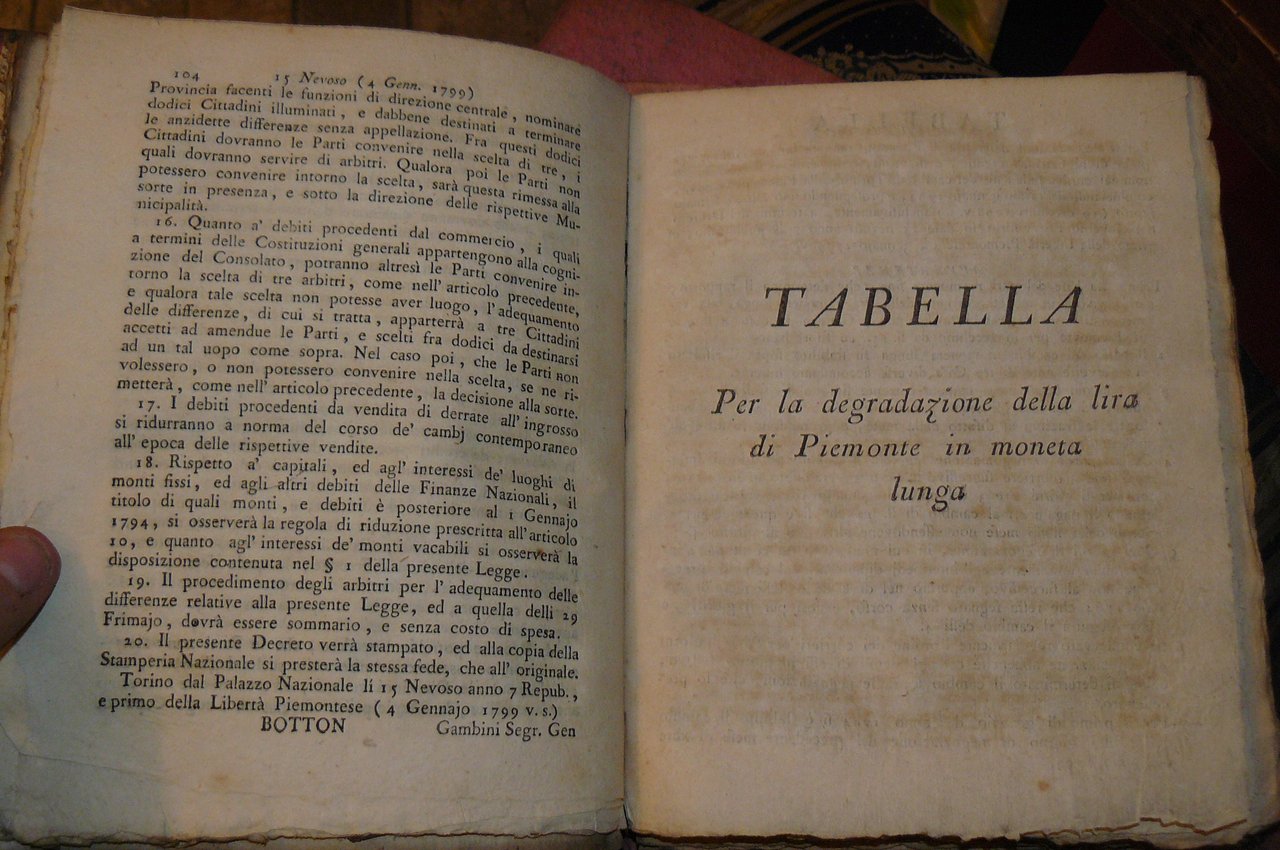 104 15 Nevoso ( 4 Genn. 1799)
Provincia facenti le funzioni di direzione centrale, nominare
dodici Cittadini illuminati, e dabbene destinati a terminare
le anzidette differenze senza appellazione. Fra questi dodici
Cittadini dovranno le Parti convenire nella scelta di tre, i
quali dovranno servire di arbitri. Qualora poi le Parti non
potessero convenire intorno la scelta, sarà questa rimessa alla
sorte in presenza, e sotto la direzione delle rispettive Mu-
nicipalità.
16. Quanto a' debiti procedenti dal commercio, i quali
a termini delle Costituzioni generali appartengono alla cogni-
zione del Consolato, potranno altresì le Parti convenire in-
torno la scelta di tre arbitri, come nell' articolo precedente,
e qualora tale scelta non potesse aver luogo, l'adequamento
delle differenze, di cui si tratta, apparterrà a tre Cittadini
accetti ad amendue le Parti, e scelti fra dodici da destinarsi
ad un tal uopo come sopra. Nel caso poi, che le Parti non
volessero, o non potessero convenire nella scelta, se ne ri-
metterà, come nell' articolo precedente, la decisione alla sorte.
17. I debiti procedenti da vendita di derrate all' ingrosso
si ridurranno a norma del corso de' cambj contemporaneo
all' epoca delle rispettive vendite.
18. Rispetto a' capitali, ed agl' interessi de' luoghi di
monti fissi, ed agli altri debiti delle Finanze Nazionali, il
titolo di quali monti, e debiti è posteriore al 1 Gennajo
1794, si osserverà la regola di riduzione prescritta all'articolo
10, e quanto agl' interessi de' monti vacabili si osserverà la
disposizione contenuta nel § 1 della presente Legge.
19. Il procedimento degli arbitri per l' adequamento delle
differenze relative alla presente Legge, ed a quella delli 29
Frimajo, dovrà essere sommario, e senza costo di spesa.
20. Il presente Decreto verrà stampato, ed alla copia della
Stamperia Nazionale si presterà la stessa fede, che all' originale.
Torino dal Palazzo Nazionale lì 15 Nevoso anno 7 Repub.,
e primo della Libertà Piemontese ( 4 Gennajo 1799 v. s.)
BOTTON Gambini Segr. Gen
TABELLA
Per la degradazione della lira
di Piemonte in moneta
lunga